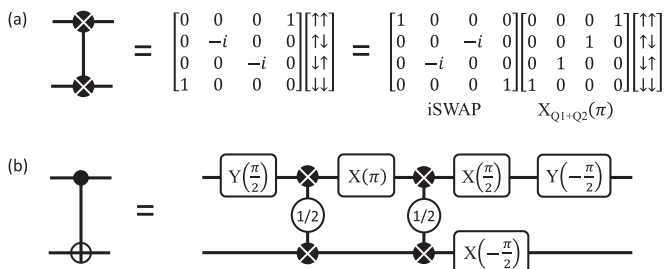 (a)
= [0 0 0 1] [↑↑] = [1 0 0 0] [0 0 0 1] [↑↑]
[0 −i 0 0] [↑↓] [0 0 −i 0] [0 0 1 0] [↑↓]
[0 0 −i 0] [↓↑] [0 −i 0 0] [0 1 0 0] [↓↑]
[1 0 0 0] [↓↓] [0 0 0 1] [1 0 0 0] [↓↓]
iSWAP X_{Q1+Q2}(π)
(b)
Y(π/2) X(π) X(π/2) Y(−π/2)
= 1/2 1/2
X(−π/2)